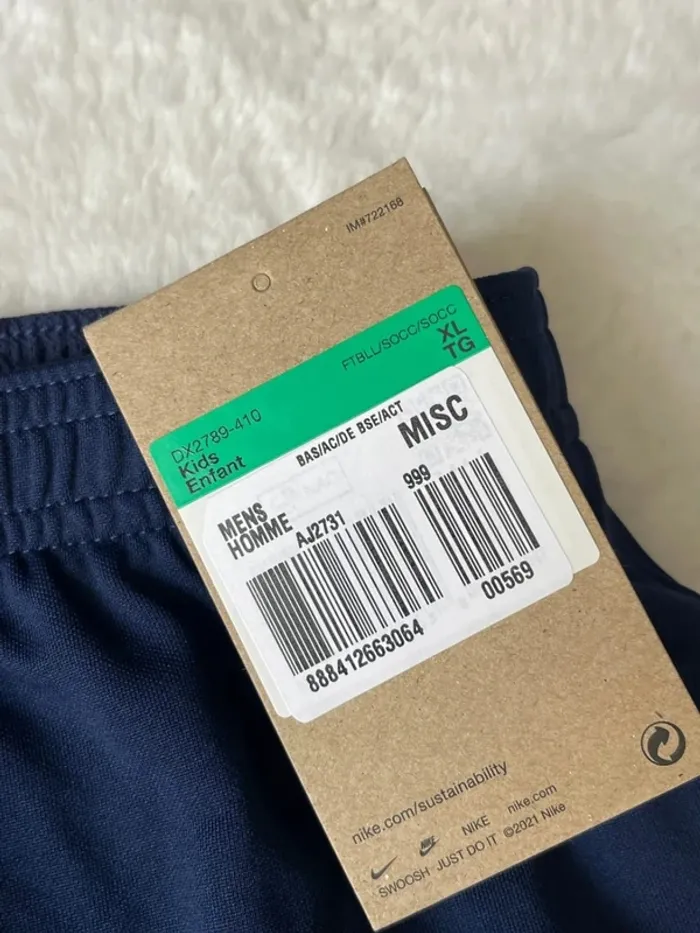 IM#722168
FTBLL/SOCC/SOCC
XL
TG
DX2789-410
Kids
Enfant
BAS/AC/DE BSE/ACT
MISC
MENS
HOMME
AJ2731
999
888412663064
00569
nike.com/sustainability
NIKE nike.com
SWOOSH JUST DO IT ©2021 Nike